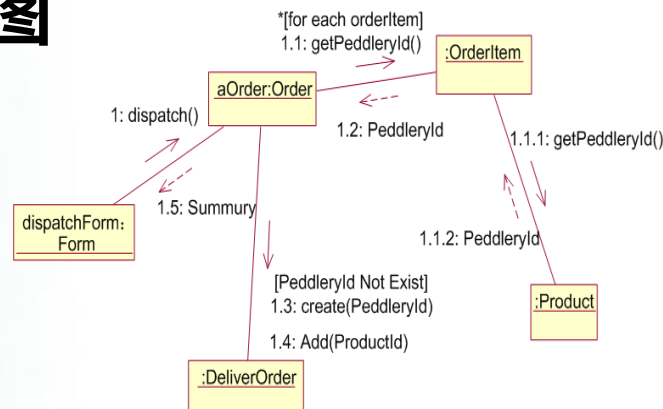 图
*[for each orderItem]
1.1: getPeddleryId()
:OrderItem
aOrder:Order
1: dispatch()
1.2: PeddleryId
1.1.1: getPeddleryId()
1.5: Summury
dispatchForm:
Form
1.1.2: PeddleryId
[PeddleryId Not Exist]
1.3: create(PeddleryId)
:Product
1.4: Add(ProductId)
:DeliverOrder